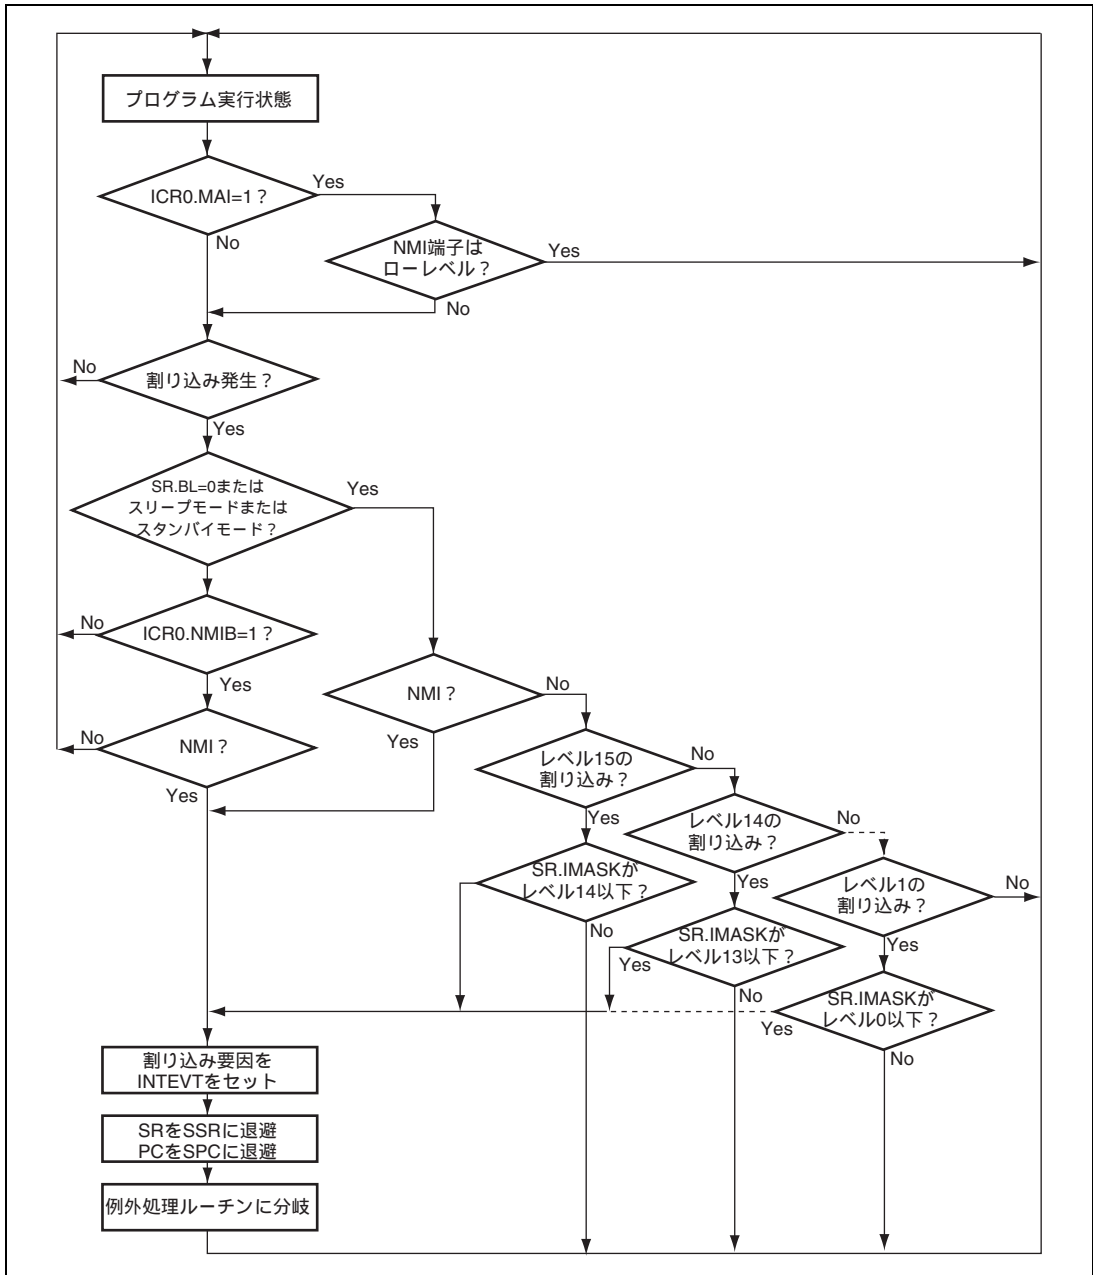 プログラム実行状態
ICR0.MAI=1？
Yes
No
NMI端子は
ローレベル？
Yes
No
割り込み発生？
No
Yes
SR.BL=0または
スリープモードまたは
スタンバイモード？
Yes
ICR0.NMIB=1？
No
Yes
NMI？
No
Yes
NMI？
No
Yes
レベル15の
割り込み？
No
Yes
レベル14の
割り込み？
No
Yes
SR.IMASKが
レベル14以下？
No
レベル1の
割り込み？
No
Yes
SR.IMASKが
レベル13以下？
Yes
No
SR.IMASKが
レベル0以下？
Yes
No
割り込み要因を
INTEVTをセット
SRをSSRに退避
PCをSPCに退避
例外処理ルーチンに分岐